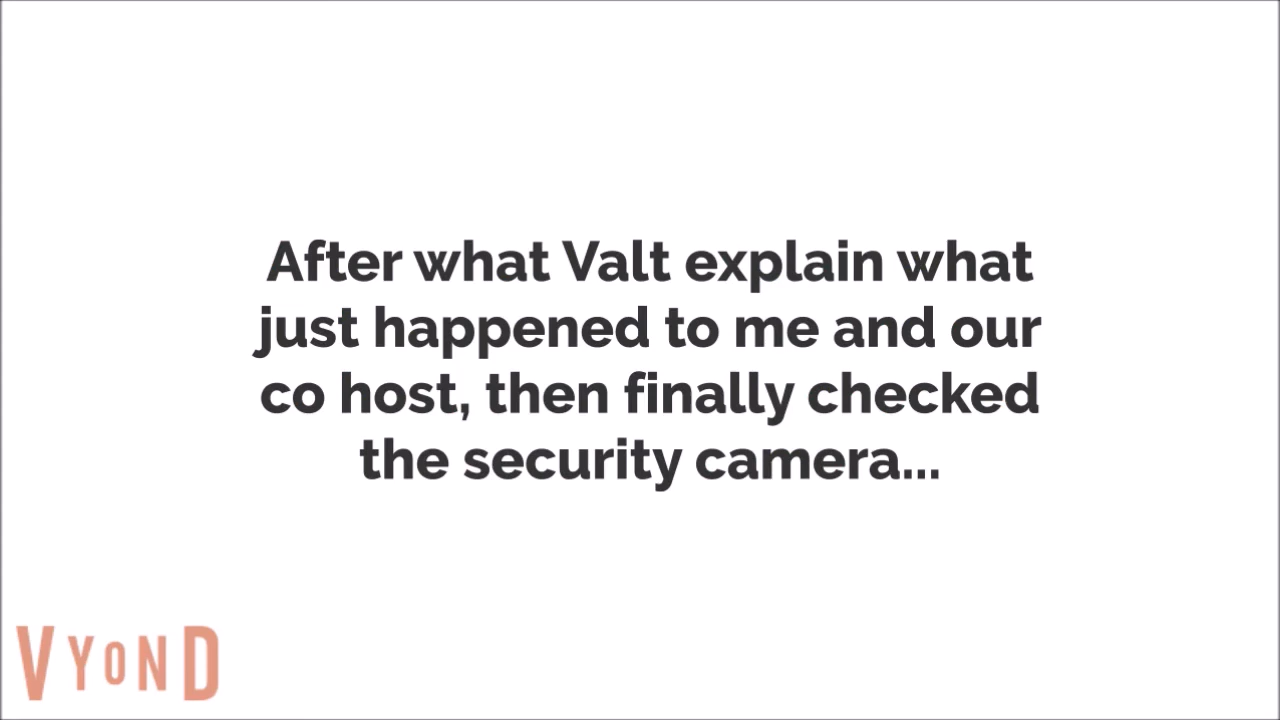 After what Valt explain what
just happened to me and our
co host, then finally checked
the security camera...
VYOND